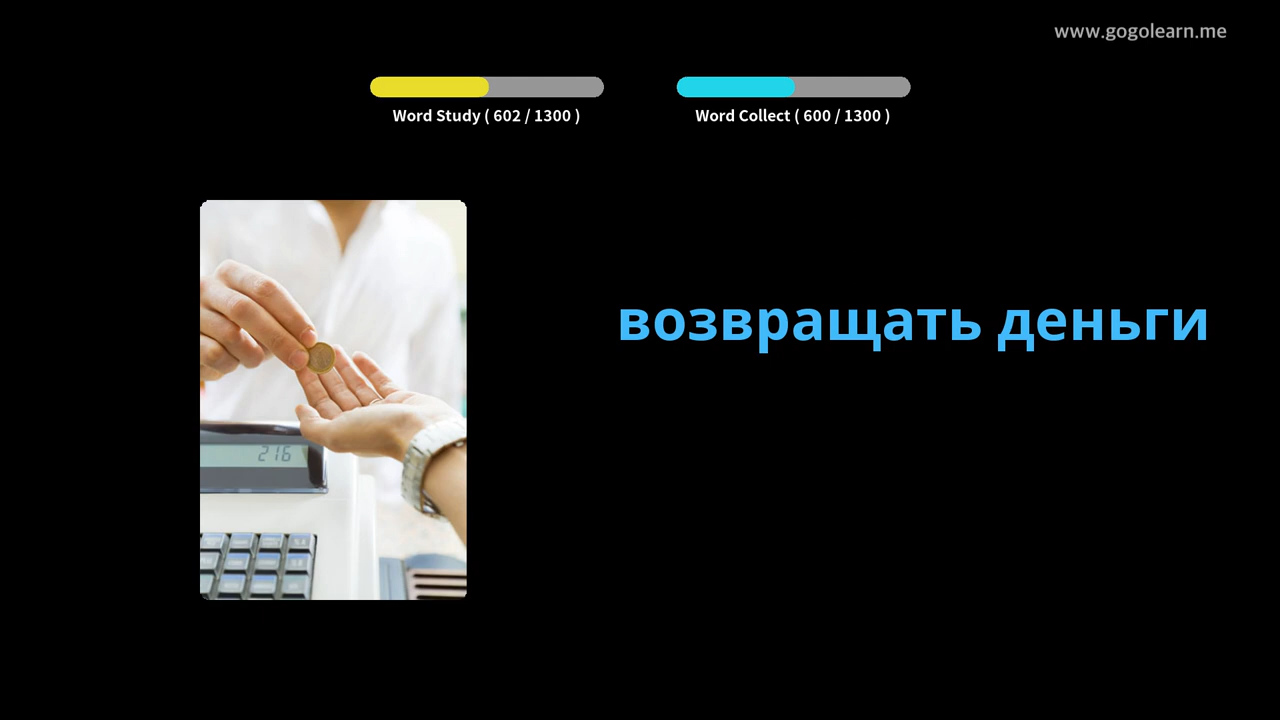 www.gogolearn.me
Word Study ( 602 / 1300 )
Word Collect ( 600 / 1300 )
возвращать деньги
216